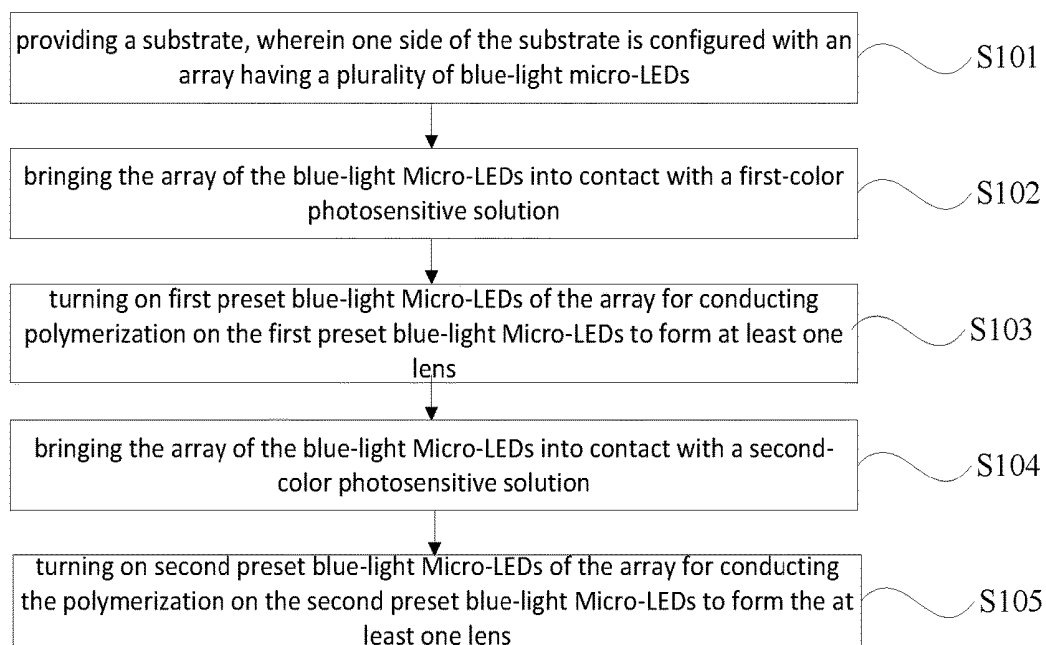 providing a substrate, wherein one side of the substrate is configured with an
array having a plurality of blue-light micro-LEDs
S101
bringing the array of the blue-light Micro-LEDs into contact with a first-color
photosensitive solution
S102
turning on first preset blue-light Micro-LEDs of the array for conducting
polymerization on the first preset blue-light Micro-LEDs to form at least one
lens
S103
bringing the array of the blue-light Micro-LEDs into contact with a second-
color photosensitive solution
S104
turning on second preset blue-light Micro-LEDs of the array for conducting
the polymerization on the second preset blue-light Micro-LEDs to form the at
least one lens
S105